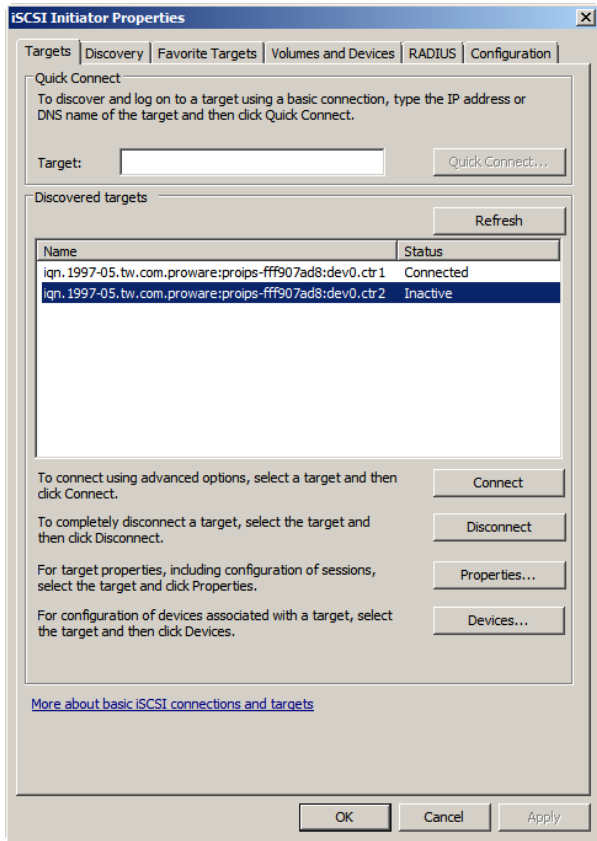 iSCSI Initiator Properties
Targets Discovery Favorite Targets Volumes and Devices RADIUS Configuration
Quick Connect
To discover and log on to a target using a basic connection, type the IP address or
DNS name of the target and then click Quick Connect.
Target: Quick Connect...
Discovered targets
Refresh
Name Status
iqn.1997-05.tw.com.proware:proips-fff907ad8:dev0.ctr1 Connected
iqn.1997-05.tw.com.proware:proips-fff907ad8:dev0.ctr2 Inactive
To connect using advanced options, select a target and then
click Connect.
Connect
To completely disconnect a target, select the target and
then click Disconnect.
Disconnect
For target properties, including configuration of sessions,
select the target and click Properties.
Properties...
For configuration of devices associated with a target, select
the target and then click Devices.
Devices...
More about basic iSCSI connections and targets
OK Cancel Apply